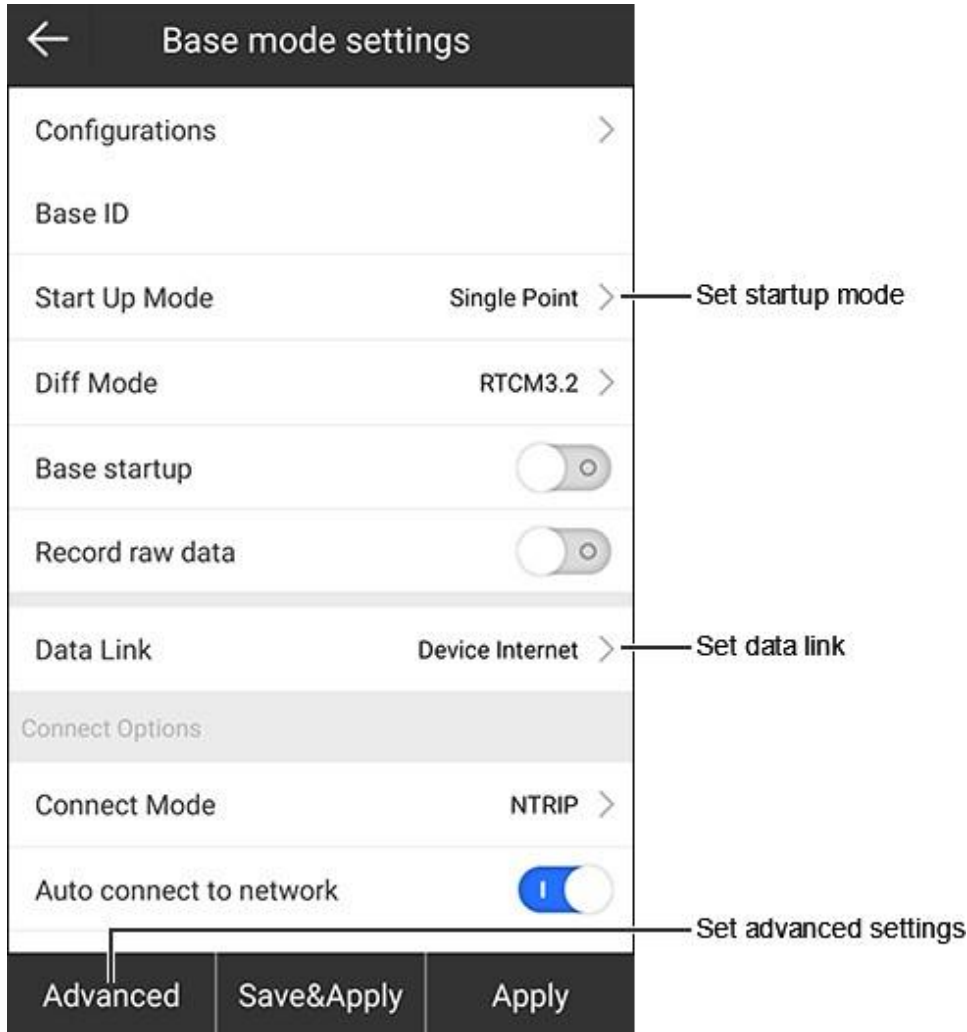 Base mode settings
Configurations
Base ID
Start Up Mode Single Point Set startup mode
Diff Mode RTCM3.2
Base startup
Record raw data
Data Link Device Internet Set data link
Connect Options
Connect Mode NTRIP
Auto connect to network
Set advanced settings
Advanced Save&Apply Apply